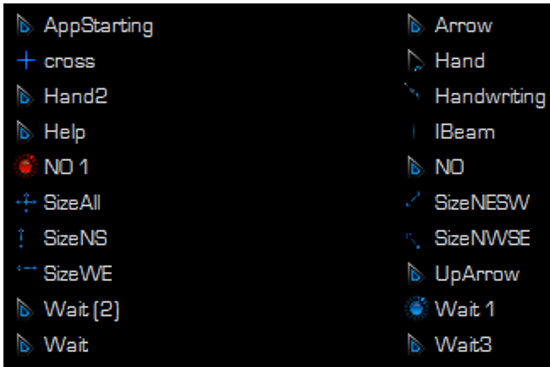 AppStarting Arrow
cross Hand
Hand2 Handwriting
Help IBeam
NO 1 NO
SizeAll SizeNESW
SizeNS SizeNWSE
SizeWE UpArrow
Wait (2) Wait 1
Wait Wait3